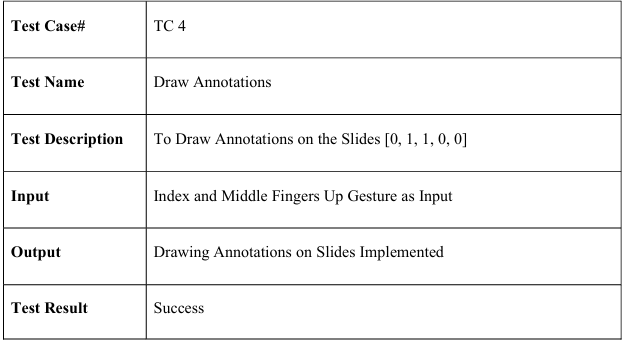 Test Case# TC 4
Test Name Draw Annotations
Test Description To Draw Annotations on the Slides [0, 1, 1, 0, 0]
Input Index and Middle Fingers Up Gesture as Input
Output Drawing Annotations on Slides Implemented
Test Result Success